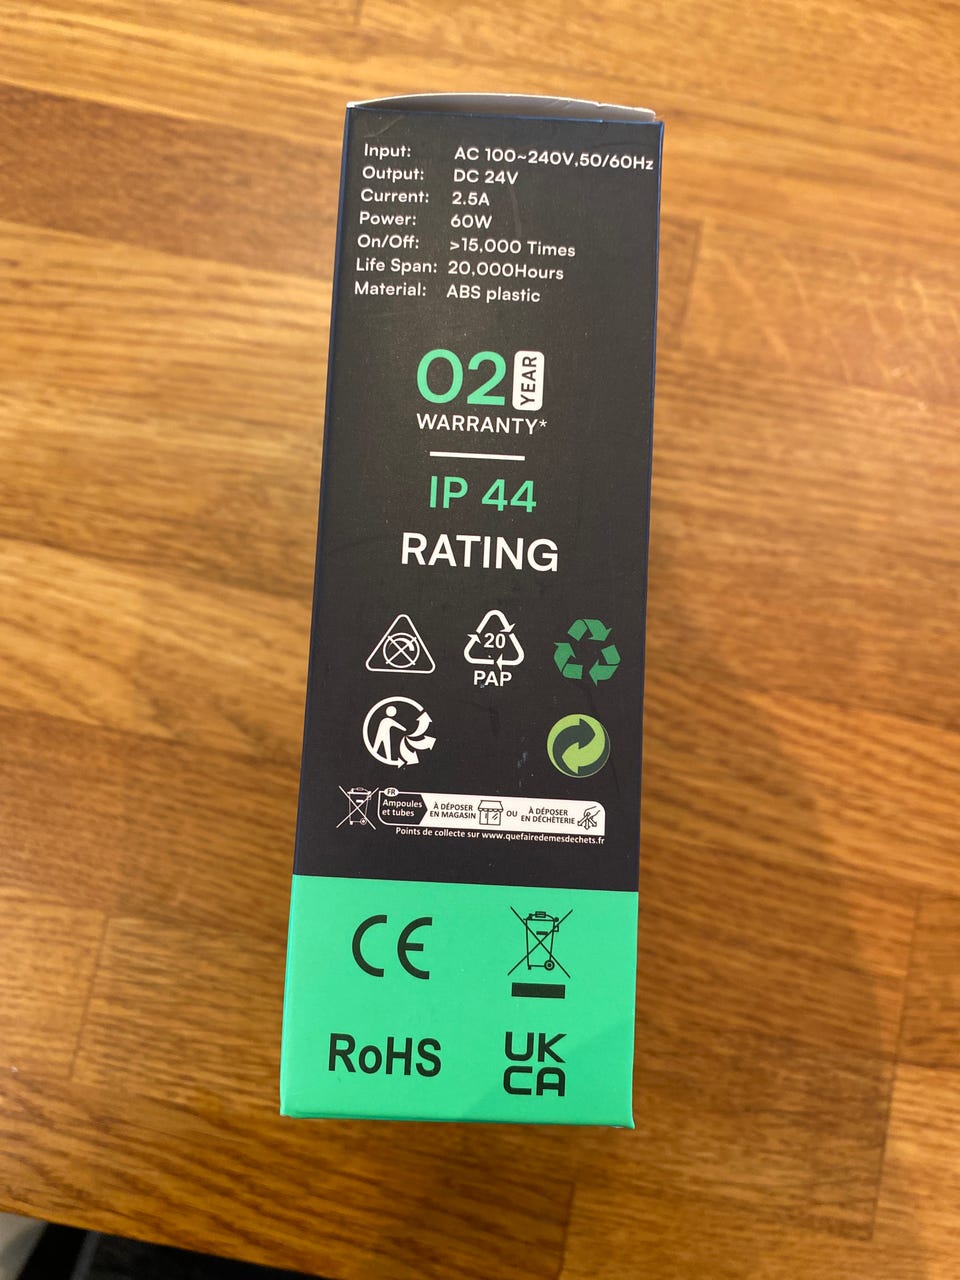 Input: AC 100~240V,50/60Hz
Output: DC 24V
Current: 2.5A
Power: 60W
On/Off: >15,000 Times
Life Span: 20,000Hours
Material: ABS plastic
02 YEAR
WARRANTY*
IP 44
RATING
20
PAP
FR
Ampoules
et tubes
À DÉPOSER
EN MAGASIN
OU
À DÉPOSER
EN DÉCHÈTERIE
Points de collecte sur www.quefairedemesdechets.fr
CE
RoHS
UK
CA